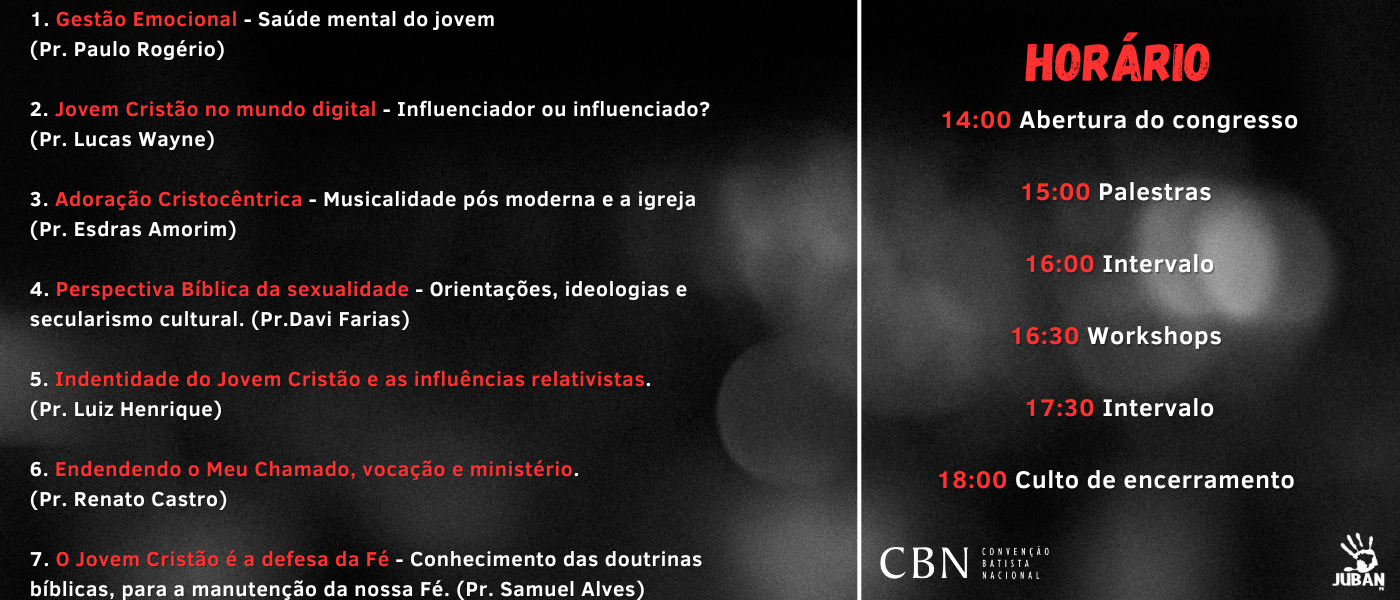 1. Gestão Emocional - Saúde mental do jovem
(Pr. Paulo Rogério)
2. Jovem Cristão no mundo digital - Influenciador ou influenciado?
(Pr. Lucas Wayne)
3. Adoração Cristocêntrica - Musicalidade pós moderna e a igreja
(Pr. Esdras Amorim)
4. Perspectiva Bíblica da sexualidade - Orientações, ideologias e
secularismo cultural. (Pr.Davi Farias)
5. Indentidade do Jovem Cristão e as influências relativistas.
(Pr. Luiz Henrique)
6. Endendendo o Meu Chamado, vocação e ministério.
(Pr. Renato Castro)
7. O Jovem Cristão é a defesa da Fé - Conhecimento das doutrinas
bíblicas, para a manutenção da nossa Fé. (Pr. Samuel Alves)
HORÁRIO
14:00 Abertura do congresso
15:00 Palestras
16:00 Intervalo
16:30 Workshops
17:30 Intervalo
18:00 Culto de encerramento
CBN
CONVENÇÃO
BATISTA
NACIONAL
JUBAN
PE